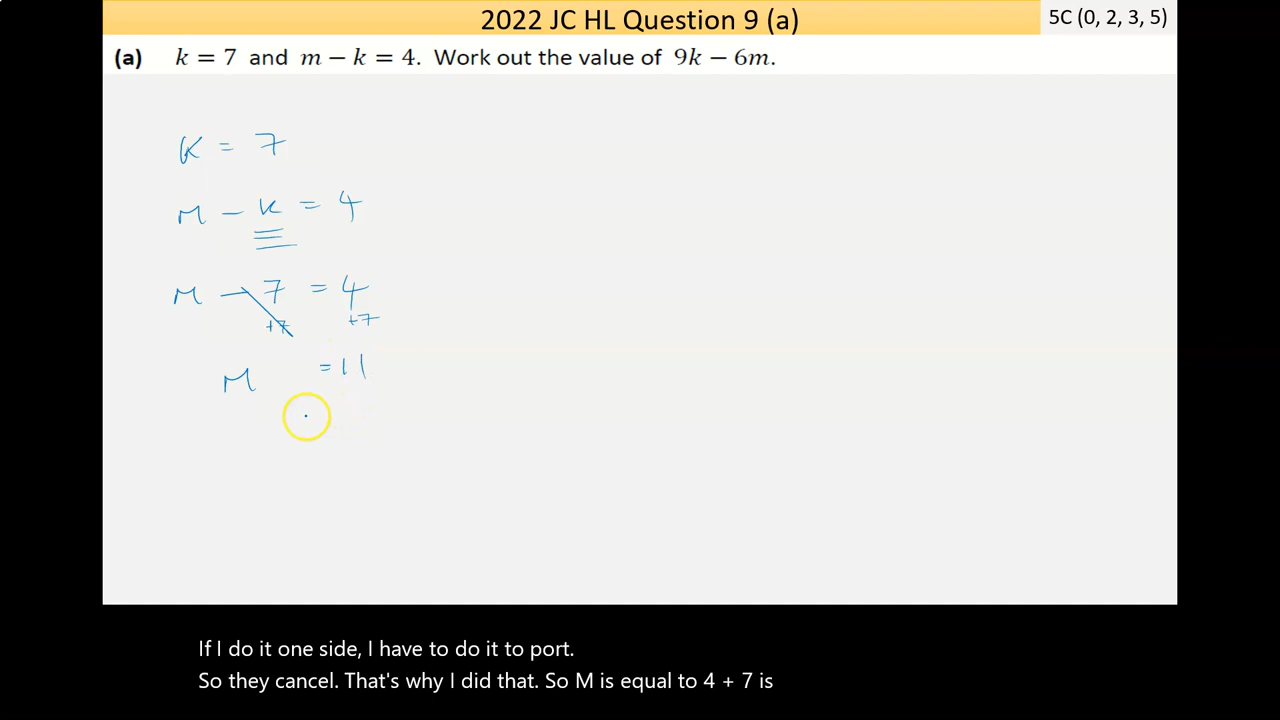 2022 JC HL Question 9 (a)
5C (0, 2, 3, 5)
(a) k = 7 and m − k = 4. Work out the value of 9k − 6m.
K = 7
M − K = 4
M − 7 = 4
+7 +7
M = 11
If I do it one side, I have to do it to port.
So they cancel. That's why I did that. So M is equal to 4 + 7 is